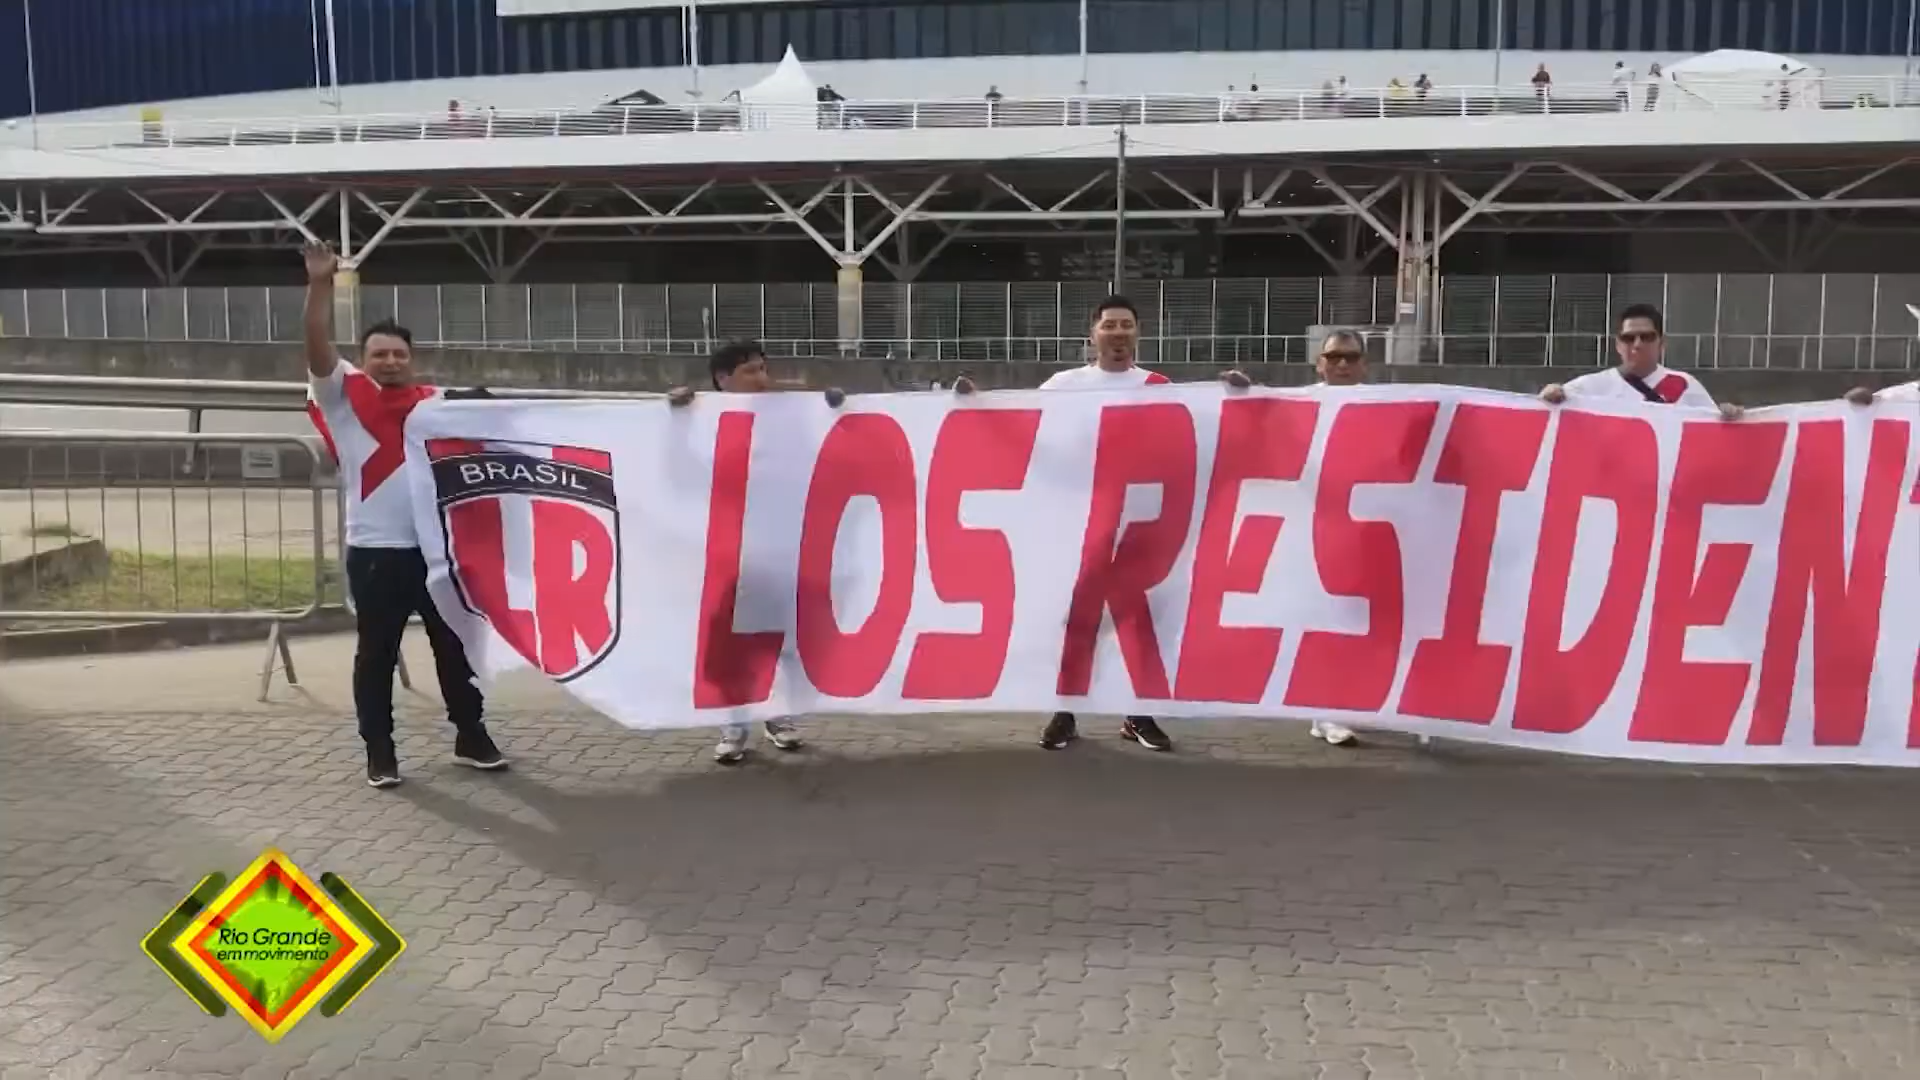 BRASIL
LR
LOS RESIDEN
Rio Grande
em movimento